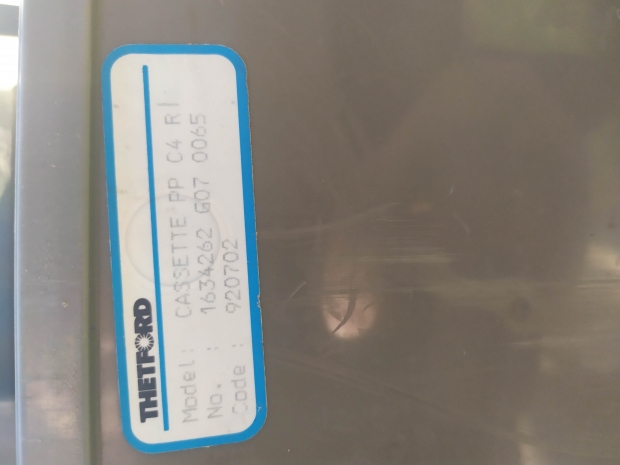 THETFORD
Model: CASSETTE PP C4 R
No. : 1634262 G07 0065
Code : 920702